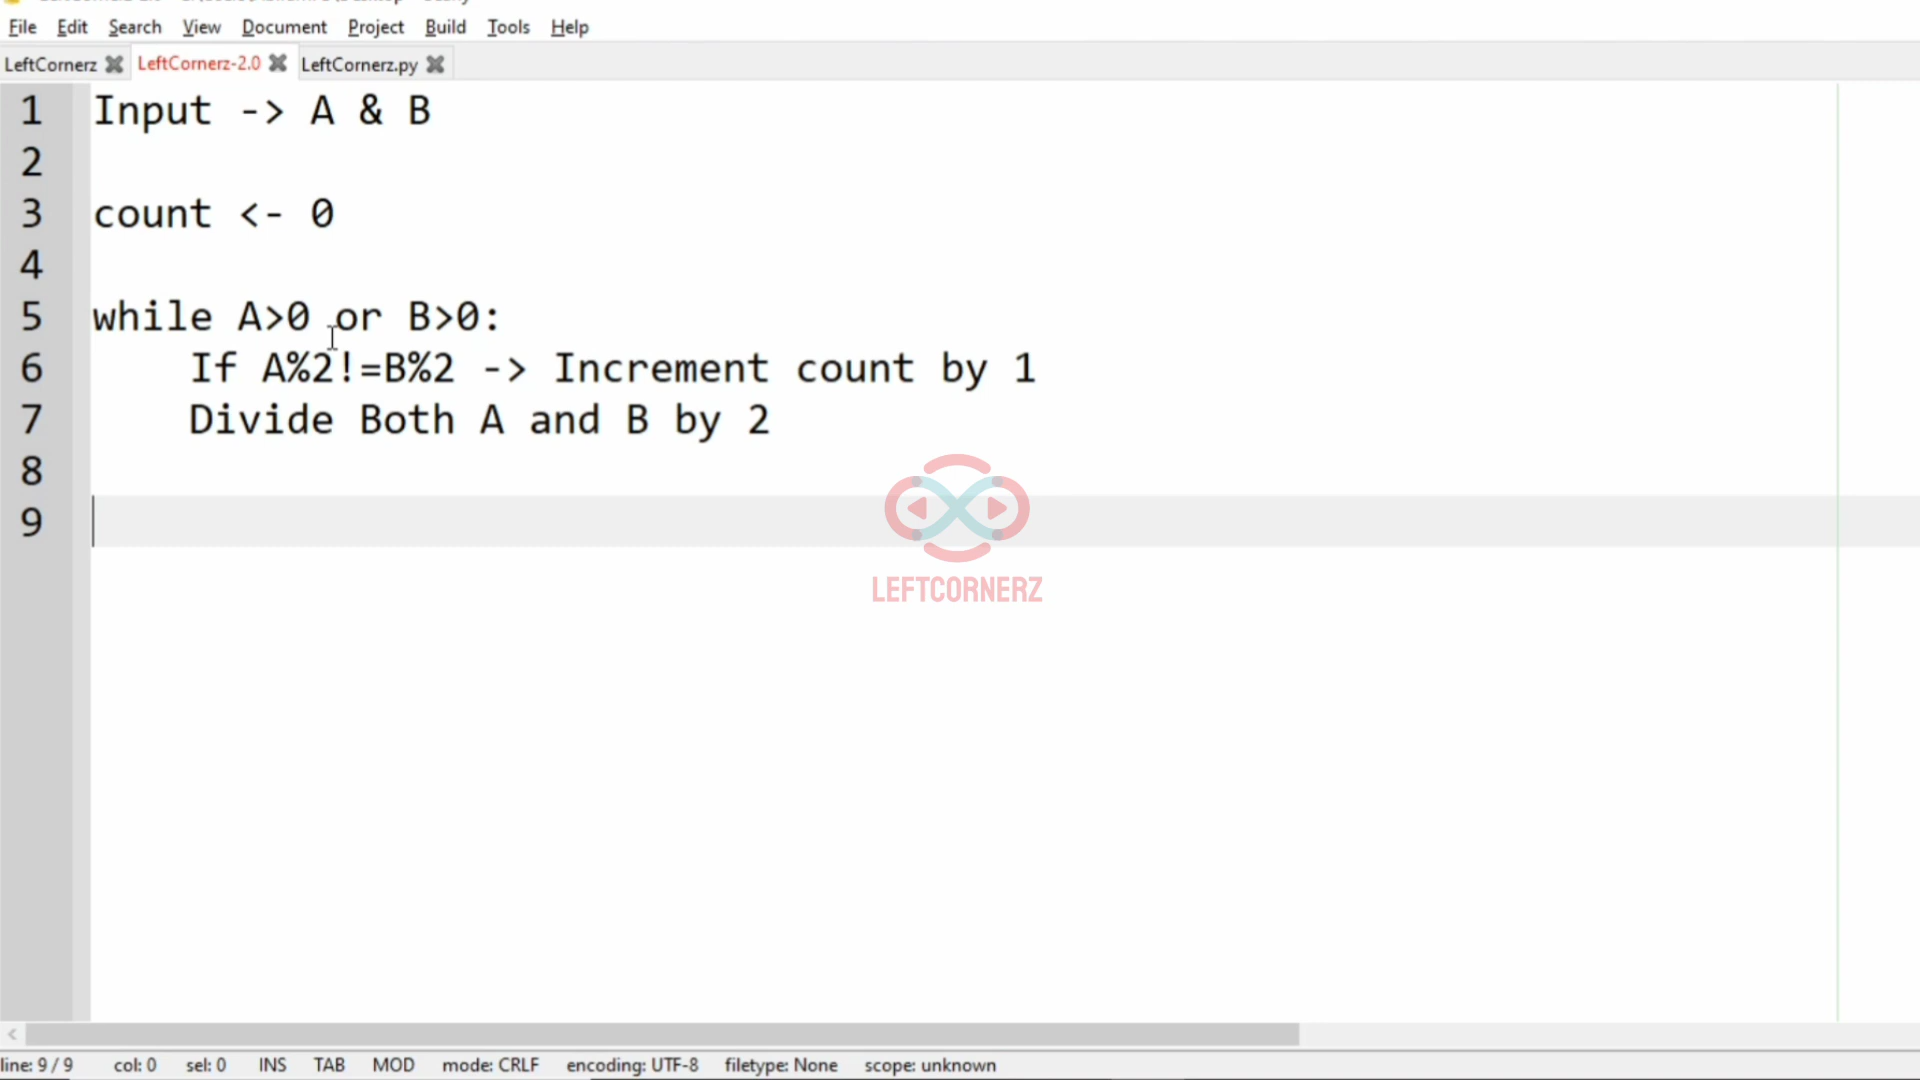 File Edit Search View Document Project Build Tools Help
LeftCornerz LeftCornerz-2.0 LeftCornerz.py
1 Input -> A & B
2
3 count <- 0
4
5 while A>0 or B>0:
6 If A%2!=B%2 -> Increment count by 1
7 Divide Both A and B by 2
8
9
LEFTCORNERZ
line: 9 / 9 col: 0 sel: 0 INS TAB MOD mode: CRLF encoding: UTF-8 filetype: None scope: unknown